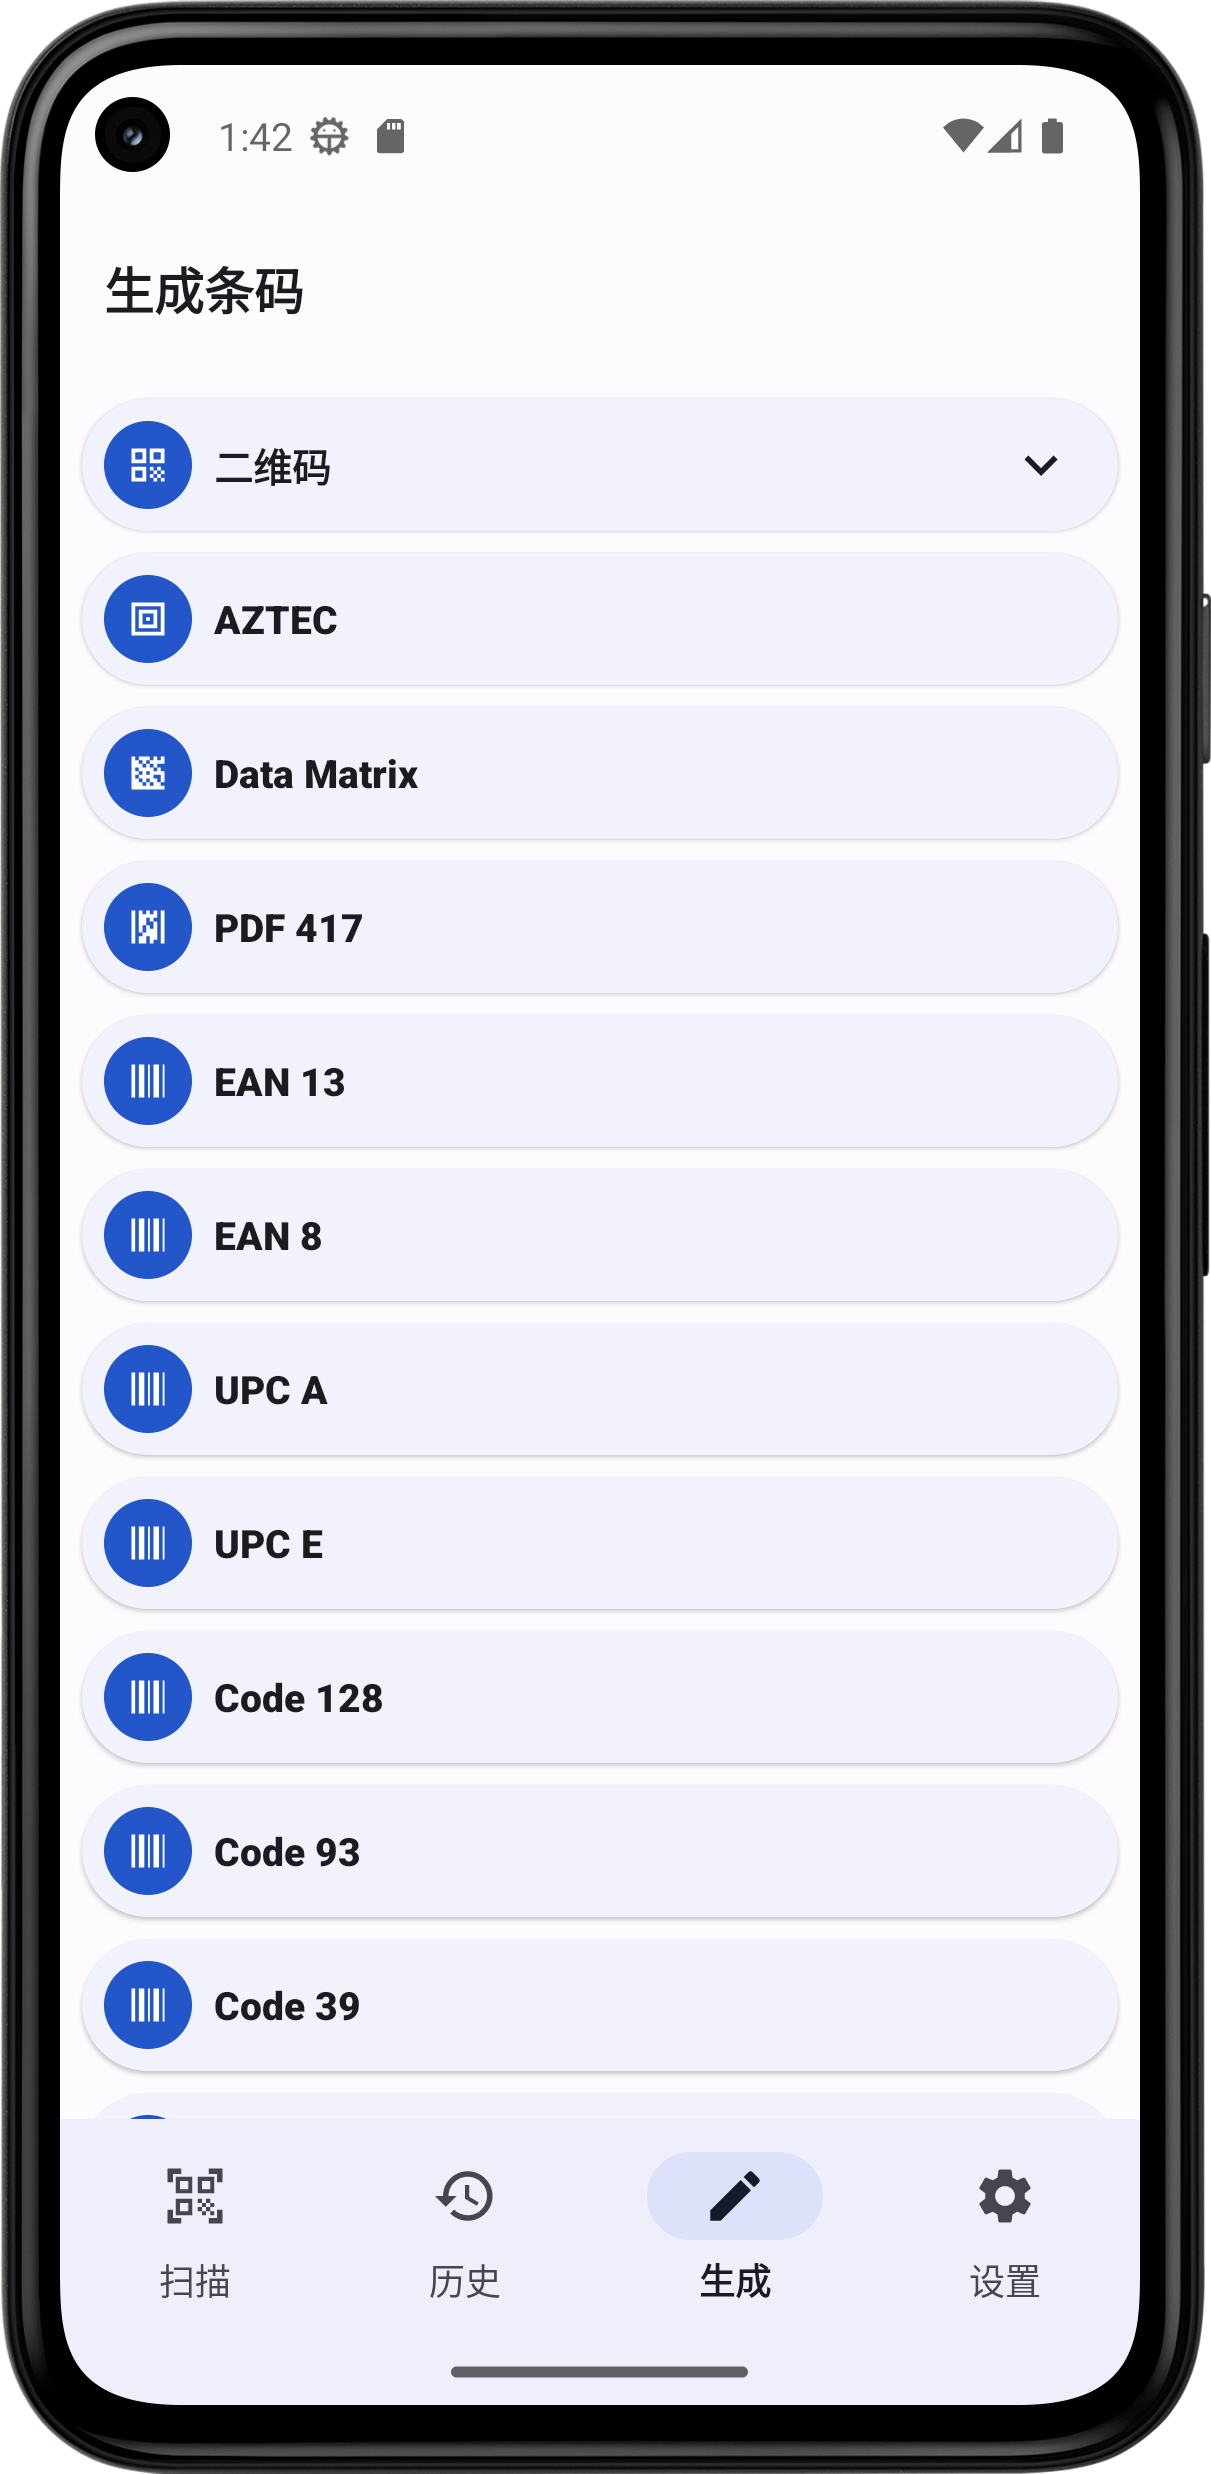 1:42
生成条码
二维码
AZTEC
Data Matrix
PDF 417
EAN 13
EAN 8
UPC A
UPC E
Code 128
Code 93
Code 39
扫描
历史
生成
设置